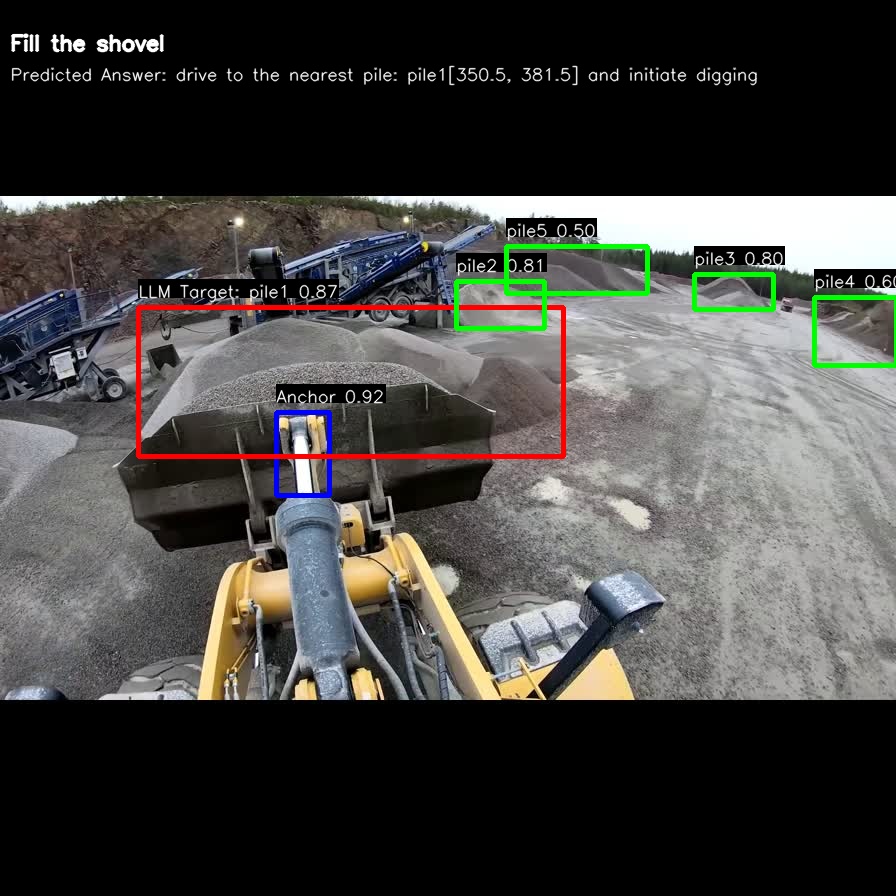 Fill the shovel
Predicted Answer: drive to the nearest pile: pile1[350.5, 381.5] and initiate digging
pile5 0.50
pile2 0.81
pile3 0.80
pile4 0.60
LLM Target: pile1 0.87
Anchor 0.92